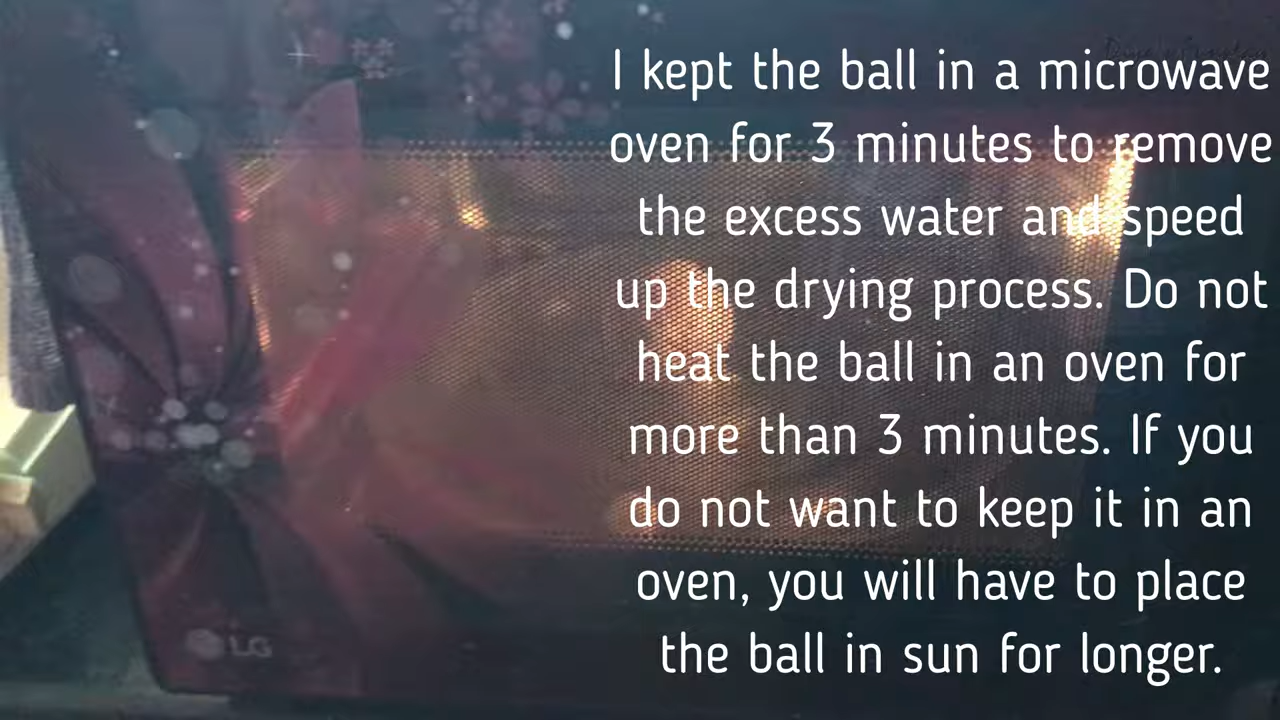 I kept the ball in a microwave
oven for 3 minutes to remove
the excess water and speed
up the drying process. Do not
heat the ball in an oven for
more than 3 minutes. If you
do not want to keep it in an
oven, you will have to place
the ball in sun for longer.
LG